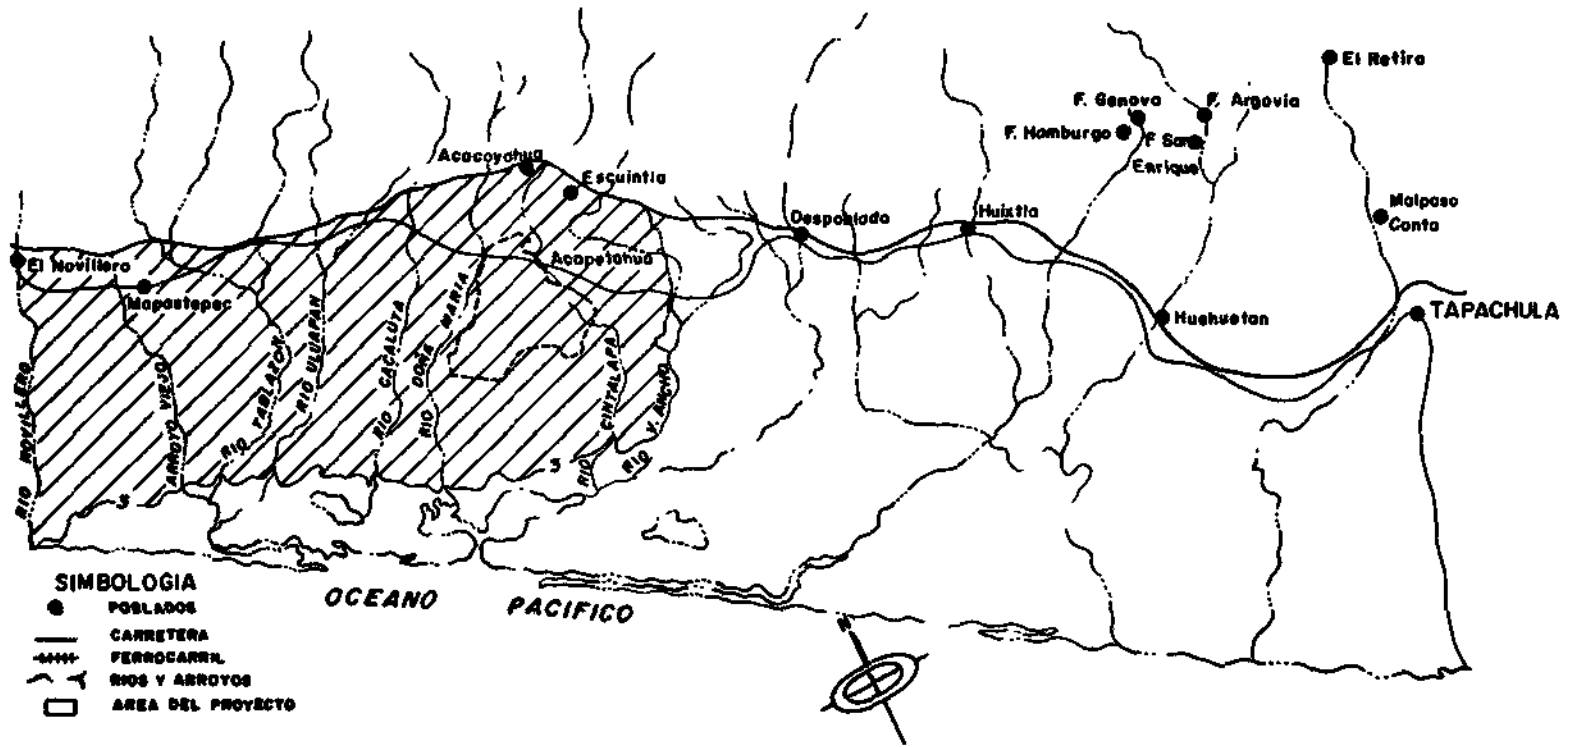 El Retiro
F. Genova
F. Argovia
F. Hamburgo
F San
Enrique
Acacoyahua
Escuintla
Malpaso
Conta
Despoblado
Huixtla
El Novillero
Acapetahua
Mapastepec
Huehuetan
TAPACHULA
RIO NOVILLERO
ARROYO VIEJO
RIO TABLAZON
RIO ULUAPAN
RIO CACALUTA
RIO DOÑA MARIA
RIO CINTALAPA
RIO V. ANCHO
S
S
OCEANO PACIFICO
N
SIMBOLOGIA
POBLADOS
CARRETERA
FERROCARRIL
RIOS Y ARROYOS
AREA DEL PROYECTO